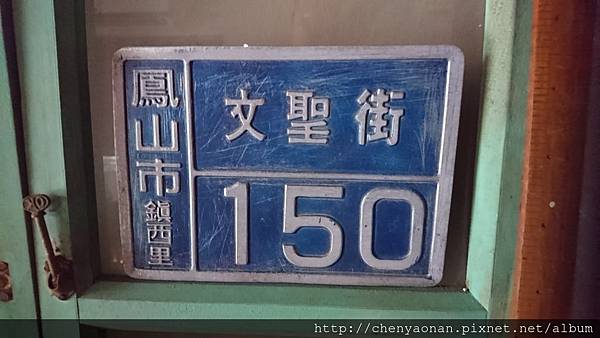 鳳山市鎮西里
文聖街
150
http://chenyaonan.pixnet.net/album